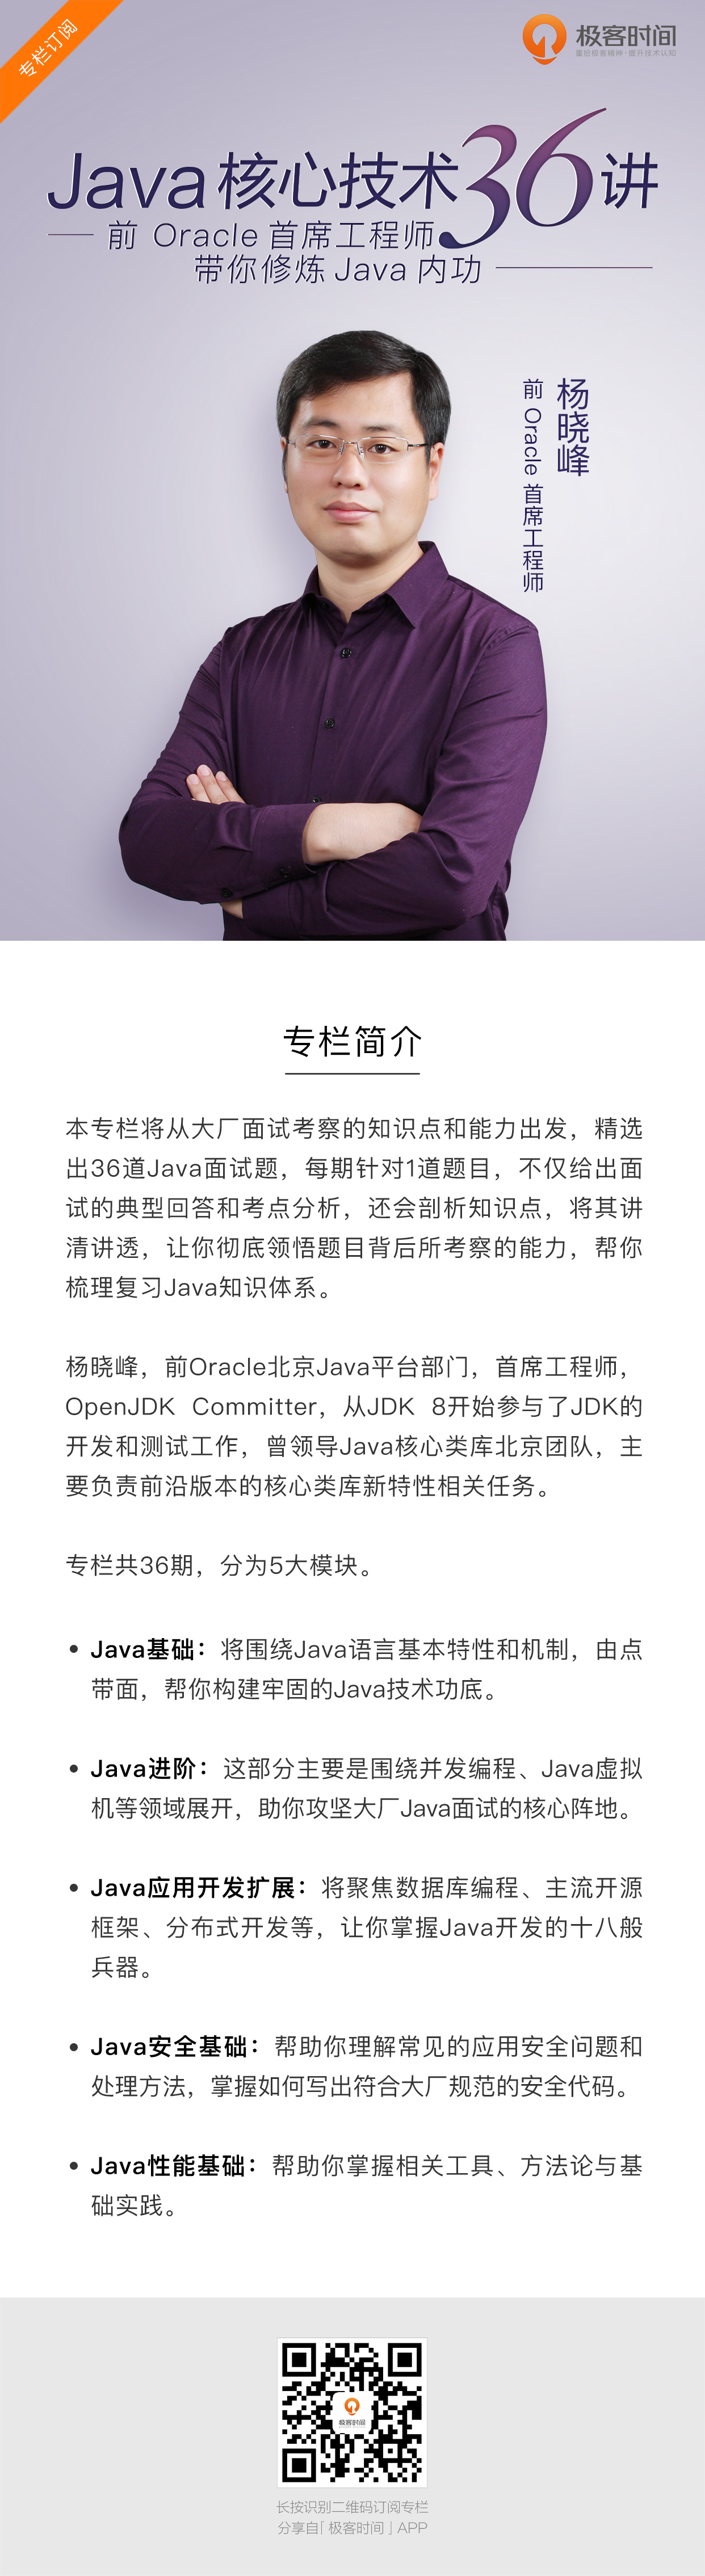 专栏订阅
极客时间
重拾极客精神·提升技术认知
Java核心技术36讲
前 Oracle 首席工程师
带你修炼 Java 内功
杨晓峰
前 Oracle 首席工程师
专栏简介
本专栏将从大厂面试考察的知识点和能力出发，精选
出36道Java面试题，每期针对1道题目，不仅给出面
试的典型回答和考点分析，还会剖析知识点，将其讲
清讲透，让你彻底领悟题目背后所考察的能力，帮你
梳理复习Java知识体系。
杨晓峰，前Oracle北京Java平台部门，首席工程师，
OpenJDK Committer，从JDK 8开始参与了JDK的
开发和测试工作，曾领导Java核心类库北京团队，主
要负责前沿版本的核心类库新特性相关任务。
专栏共36期，分为5大模块。
• Java基础：将围绕Java语言基本特性和机制，由点
带面，帮你构建牢固的Java技术功底。
• Java进阶：这部分主要是围绕并发编程、Java虚拟
机等领域展开，助你攻坚大厂Java面试的核心阵地。
• Java应用开发扩展：将聚焦数据库编程、主流开源
框架、分布式开发等，让你掌握Java开发的十八般
兵器。
• Java安全基础：帮助你理解常见的应用安全问题和
处理方法，掌握如何写出符合大厂规范的安全代码。
• Java性能基础：帮助你掌握相关工具、方法论与基
础实践。
极客时间
长按识别二维码订阅专栏
分享自「极客时间」APP